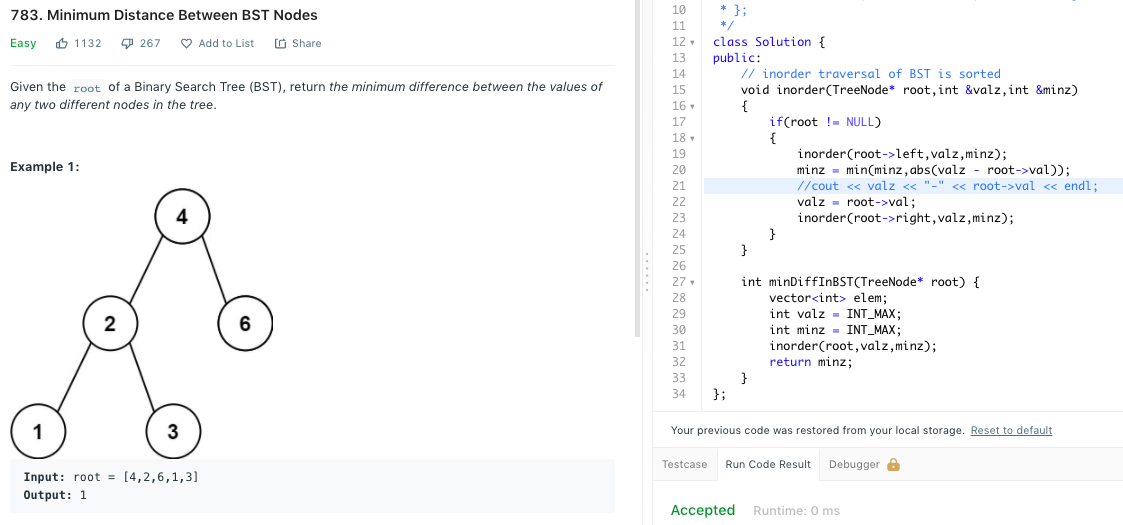 783. Minimum Distance Between BST Nodes
Easy 1132 267 Add to List Share
Given the root of a Binary Search Tree (BST), return the minimum difference between the values of
any two different nodes in the tree.
Example 1:
4
2 6
1 3
Input: root = [4,2,6,1,3]
Output: 1
10 * };
11 */
12 class Solution {
13 public:
14 // inorder traversal of BST is sorted
15 void inorder(TreeNode* root,int &valz,int &minz)
16 {
17 if(root != NULL)
18 {
19 inorder(root->left,valz,minz);
20 minz = min(minz,abs(valz - root->val));
21 //cout << valz << "-" << root->val << endl;
22 valz = root->val;
23 inorder(root->right,valz,minz);
24 }
25 }
26
27 int minDiffInBST(TreeNode* root) {
28 vector<int> elem;
29 int valz = INT_MAX;
30 int minz = INT_MAX;
31 inorder(root,valz,minz);
32 return minz;
33 }
34 };
Your previous code was restored from your local storage. Reset to default
Testcase Run Code Result Debugger
Accepted Runtime: 0 ms